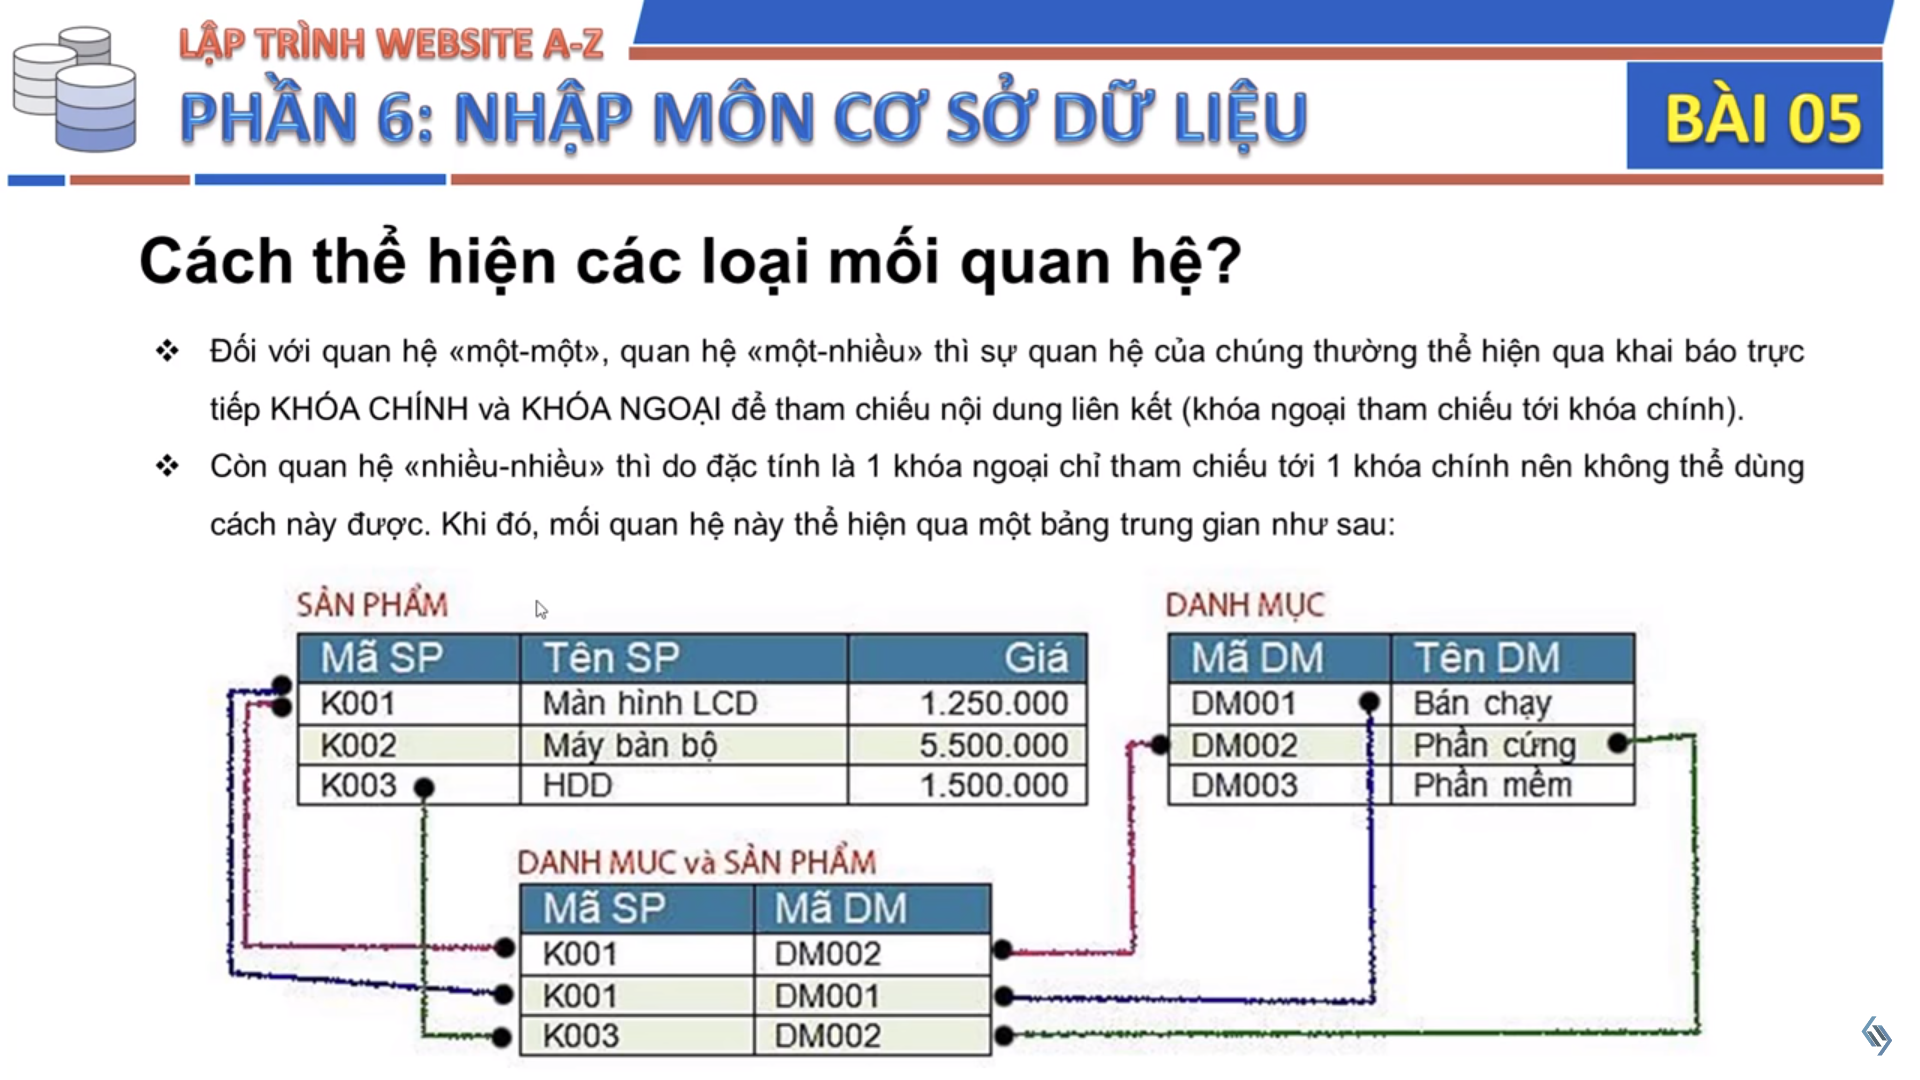 LẬP TRÌNH WEBSITE A-Z
PHẦN 6: NHẬP MÔN CƠ SỞ DỮ LIỆU
BÀI 05
Cách thể hiện các loại mối quan hệ?
❖ Đối với quan hệ «một-một», quan hệ «một-nhiều» thì sự quan hệ của chúng thường thể hiện qua khai báo trực
tiếp KHÓA CHÍNH và KHÓA NGOẠI để tham chiếu nội dung liên kết (khóa ngoại tham chiếu tới khóa chính).
❖ Còn quan hệ «nhiều-nhiều» thì do đặc tính là 1 khóa ngoại chỉ tham chiếu tới 1 khóa chính nên không thể dùng
cách này được. Khi đó, mối quan hệ này thể hiện qua một bảng trung gian như sau:
SẢN PHẨM
Mã SP Tên SP Giá
K001 Màn hình LCD 1.250.000
K002 Máy bàn bộ 5.500.000
K003 HDD 1.500.000
DANH MỤC
Mã DM Tên DM
DM001 Bán chạy
DM002 Phần cứng
DM003 Phần mềm
DANH MUC và SẢN PHẨM
Mã SP Mã DM
K001 DM002
K001 DM001
K003 DM002